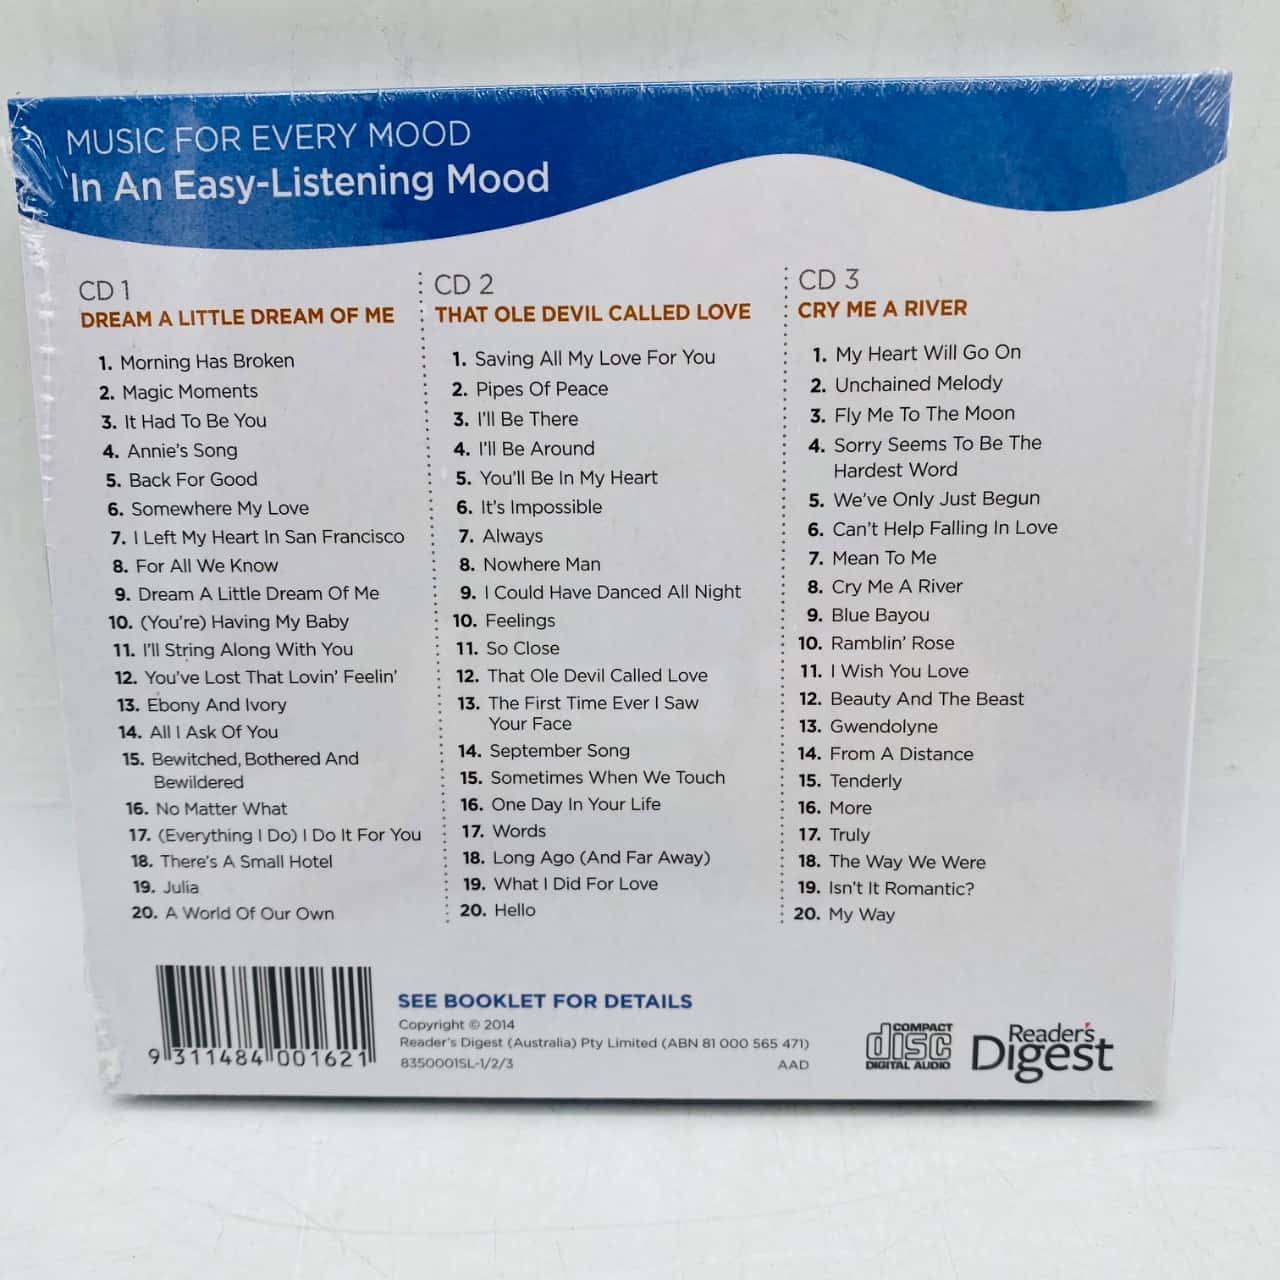 MUSIC FOR EVERY MOOD
In An Easy-Listening Mood
CD 1
DREAM A LITTLE DREAM OF ME
1. Morning Has Broken
2. Magic Moments
3. It Had To Be You
4. Annie's Song
5. Back For Good
6. Somewhere My Love
7. I Left My Heart In San Francisco
8. For All We Know
9. Dream A Little Dream Of Me
10. (You're) Having My Baby
11. I'll String Along With You
12. You've Lost That Lovin' Feelin'
13. Ebony And Ivory
14. All I Ask Of You
15. Bewitched, Bothered And
Bewildered
16. No Matter What
17. (Everything I Do) I Do It For You
18. There's A Small Hotel
19. Julia
20. A World Of Our Own
CD 2
THAT OLE DEVIL CALLED LOVE
1. Saving All My Love For You
2. Pipes Of Peace
3. I'll Be There
4. I'll Be Around
5. You'll Be In My Heart
6. It's Impossible
7. Always
8. Nowhere Man
9. I Could Have Danced All Night
10. Feelings
11. So Close
12. That Ole Devil Called Love
13. The First Time Ever I Saw
Your Face
14. September Song
15. Sometimes When We Touch
16. One Day In Your Life
17. Words
18. Long Ago (And Far Away)
19. What I Did For Love
20. Hello
CD 3
CRY ME A RIVER
1. My Heart Will Go On
2. Unchained Melody
3. Fly Me To The Moon
4. Sorry Seems To Be The
Hardest Word
5. We've Only Just Begun
6. Can't Help Falling In Love
7. Mean To Me
8. Cry Me A River
9. Blue Bayou
10. Ramblin' Rose
11. I Wish You Love
12. Beauty And The Beast
13. Gwendolyne
14. From A Distance
15. Tenderly
16. More
17. Truly
18. The Way We Were
19. Isn't It Romantic?
20. My Way
9 311484 001621
SEE BOOKLET FOR DETAILS
Copyright © 2014
Reader's Digest (Australia) Pty Limited (ABN 81 000 565 471)
8350001SL-1/2/3
AAD
COMPACT
disc
DIGITAL AUDIO
Reader's
Digest